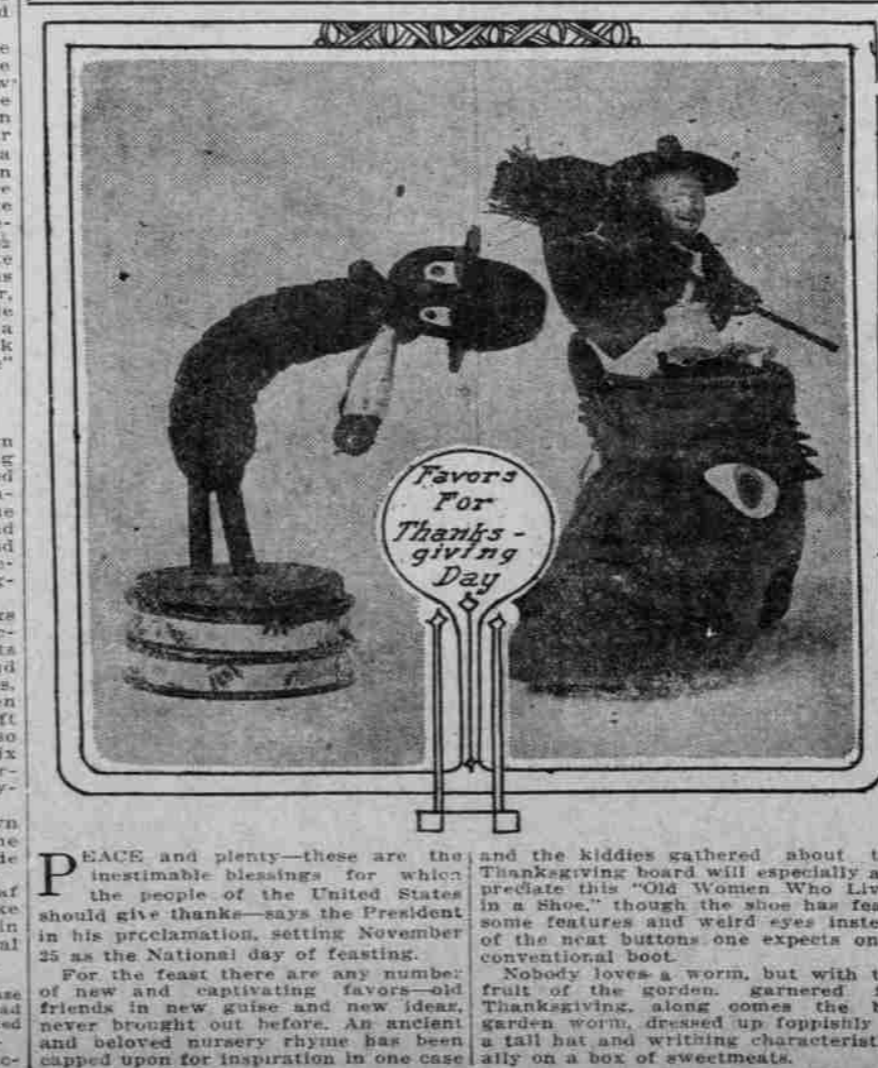 Favors
For
Thanks-
giving
Day
PEACE and plenty—these are the
inestimable blessings for which
the people of the United States
should give thanks—says the President
in his proclamation, setting November
25 as the National day of feasting.
For the feast there are any number
of new and captivating favors—old
friends in new guise and new ideas,
never brought out before. An ancient
and beloved nursery rhyme has been
capped upon for inspiration in one case
and the kiddies gathered about
Thanksgiving board will especially
preciate this "Old Women Who
in a Shoe," though the shoe has
some features and weird eyes
of the neat buttons one expects
conventional boot.
Nobody loves a worm, but with
fruit of the gorden, garnered
Thanksgiving, along comes the
garden worm, dressed up foppishly
a tall hat and writhing
ally on a box of sweetmeats.